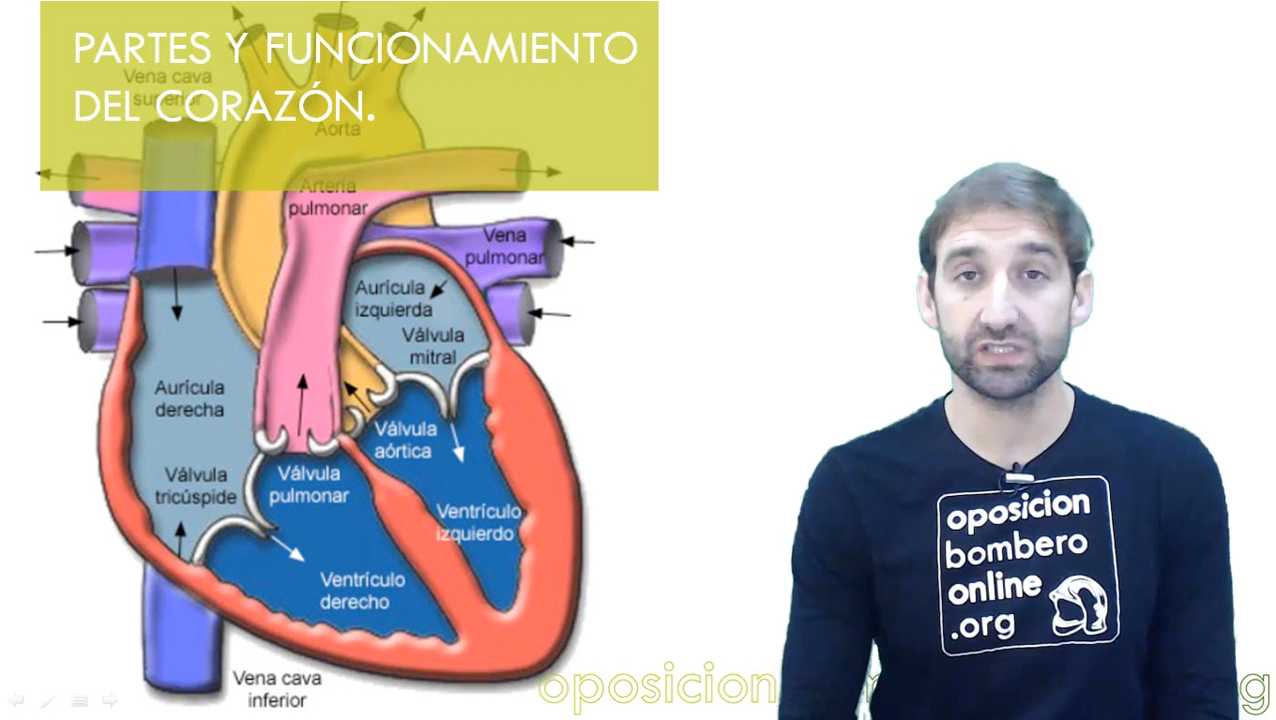 PARTES Y FUNCIONAMIENTO
DEL CORAZÓN.
Vena cava
superior
Aorta
Arteria
pulmonar
Vena
pulmonar
Aurícula
izquierda
Válvula
mitral
Aurícula
derecha
Válvula
aórtica
Válvula
tricúspide
Válvula
pulmonar
Ventrículo
izquierdo
Ventrículo
derecho
Vena cava
inferior
oposicion
bombero
online
.org
oposicion
g